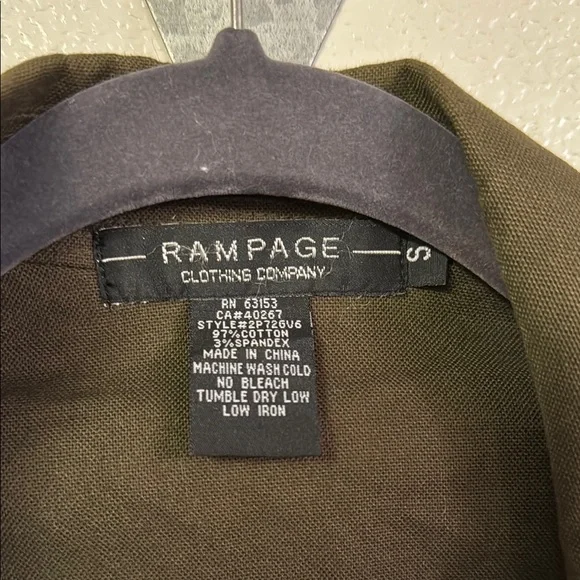 RAMPAGE
CLOTHING COMPANY
S
RN 63153
CA#40267
STYLE#2P72GV6
97%COTTON
3%SPANDEX
MADE IN CHINA
MACHINE WASH COLD
NO BLEACH
TUMBLE DRY LOW
LOW IRON